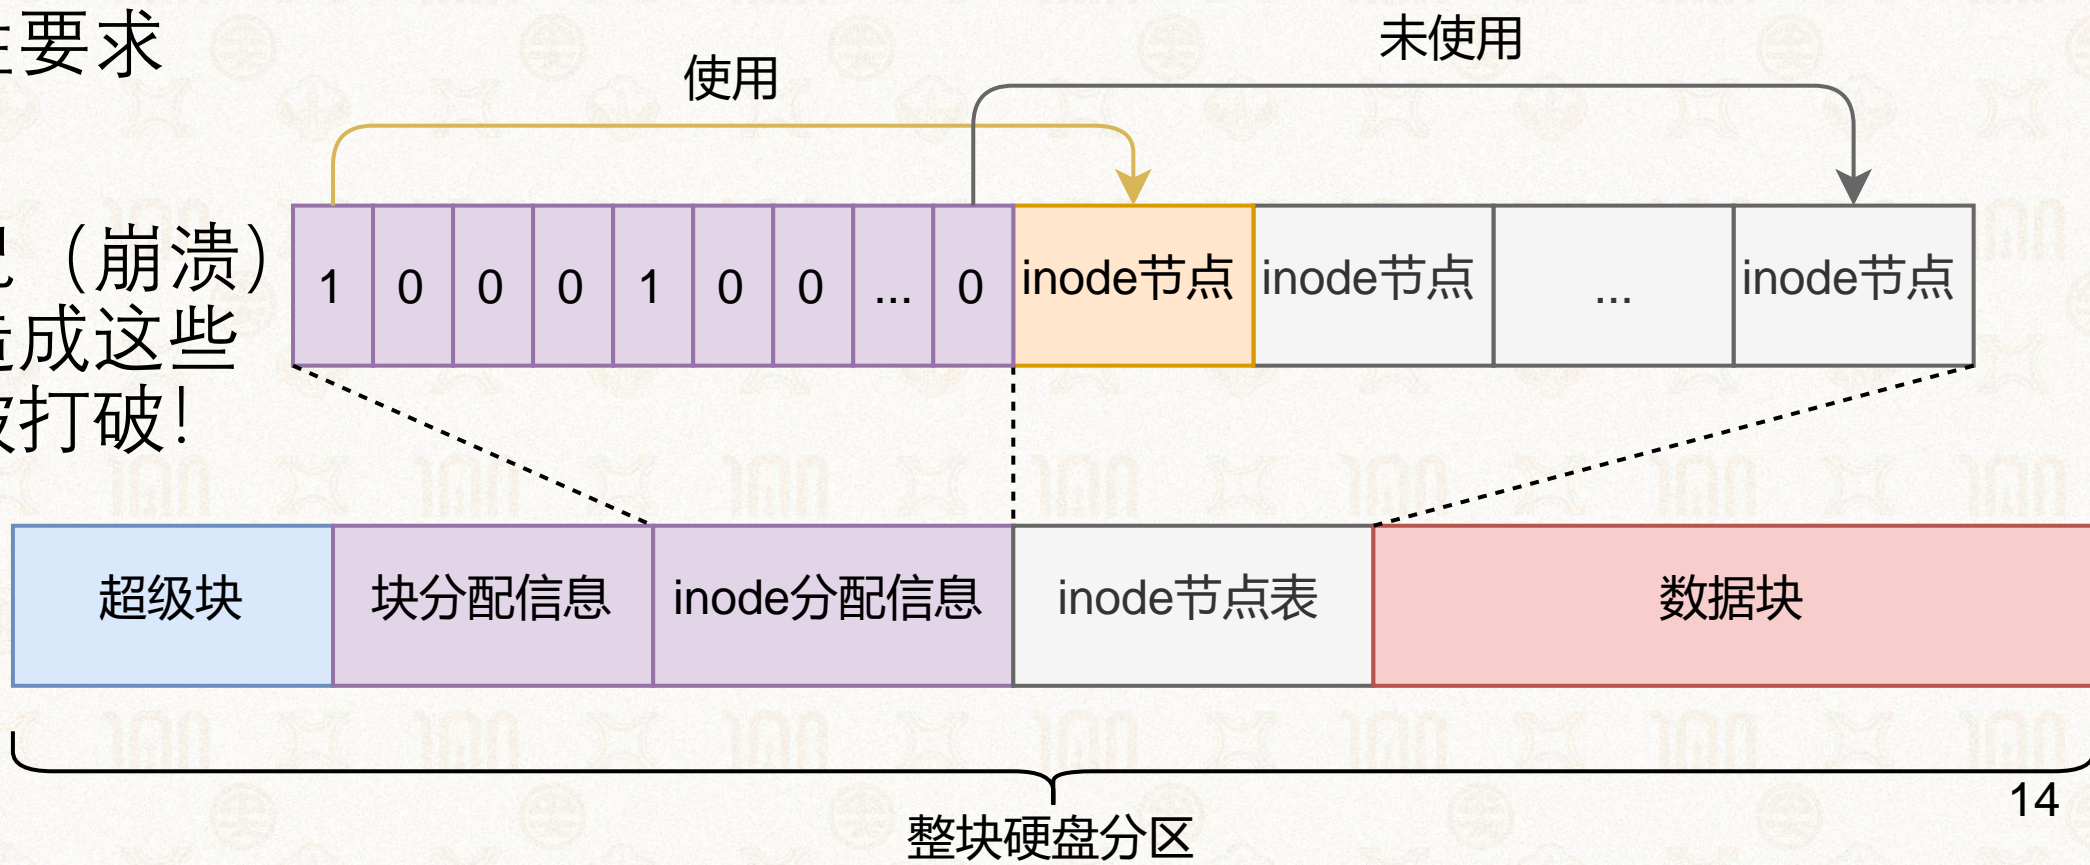 要求
使用
未使用
（崩溃）
成这些
打破！
1 0 0 0 1 0 0 ... 0 inode节点 inode节点 ... inode节点
超级块 块分配信息 inode分配信息 inode节点表 数据块
14
整块硬盘分区